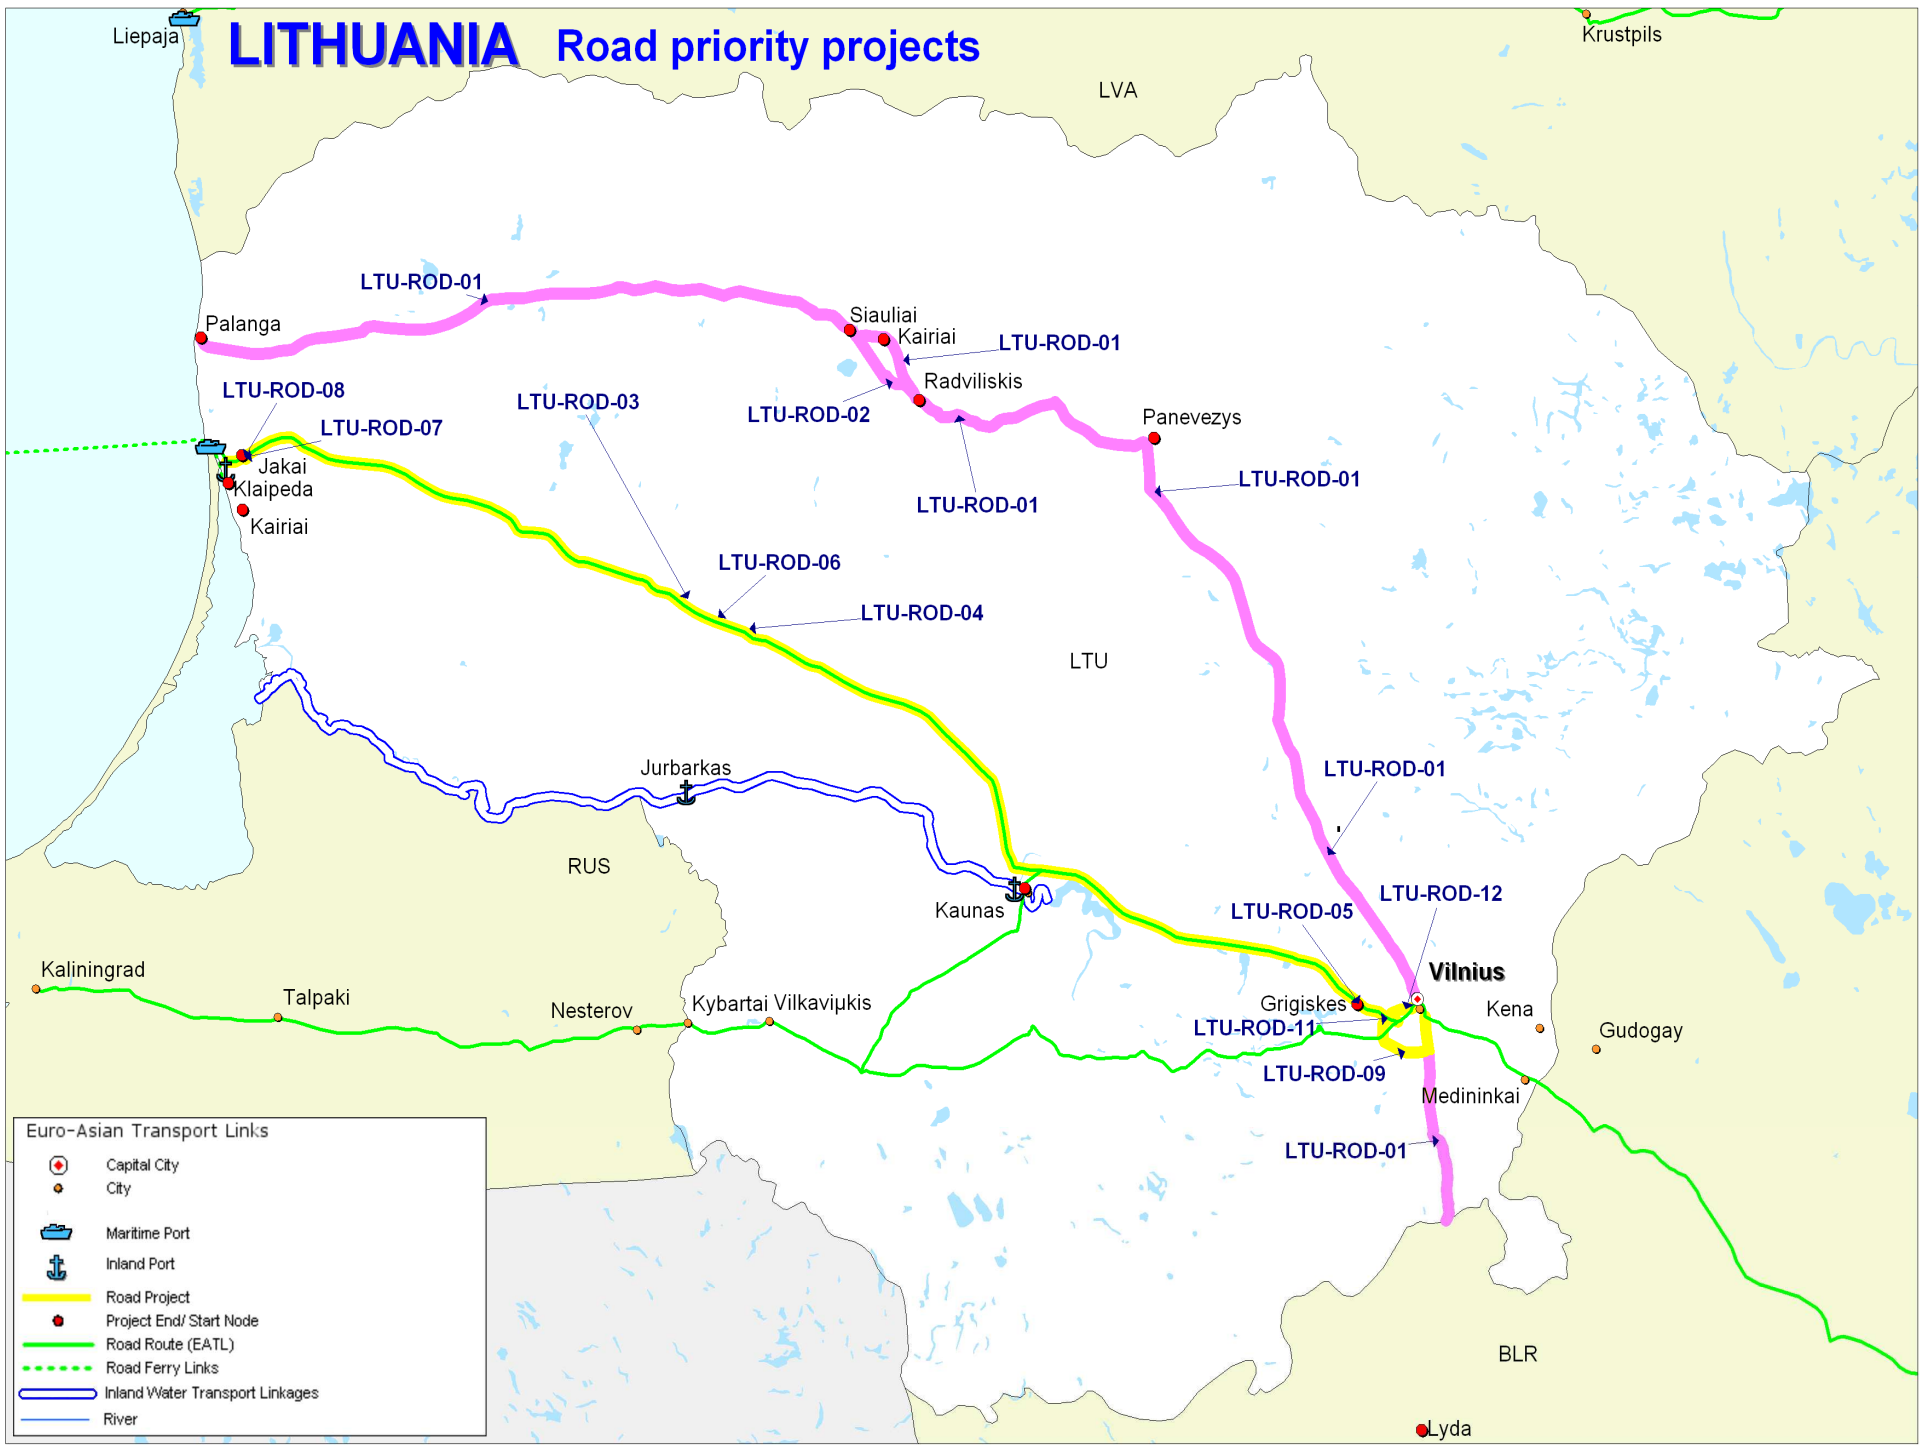 Liepaja
LITHUANIA Road priority projects
Krustpils
LVA
LTU-ROD-01
Palanga
Siauliai
Kairiai
LTU-ROD-01
Radviliskis
LTU-ROD-08
LTU-ROD-03
LTU-ROD-02
Panevezys
LTU-ROD-07
Jakai
Klaipeda
Kairiai
LTU-ROD-01
LTU-ROD-01
LTU-ROD-06
LTU-ROD-04
LTU
Jurbarkas
LTU-ROD-01
RUS
LTU-ROD-12
Kaunas
LTU-ROD-05
Kaliningrad
Vilnius
Talpaki
Nesterov
Kybartai
Vilkaviμkis
Grigiskes
Kena
Gudogay
LTU-ROD-11
LTU-ROD-09
Medininkai
LTU-ROD-01
Euro-Asian Transport Links
Capital City
City
Maritime Port
Inland Port
Road Project
Project End/ Start Node
Road Route (EATL)
Road Ferry Links
Inland Water Transport Linkages
River
BLR
Lyda